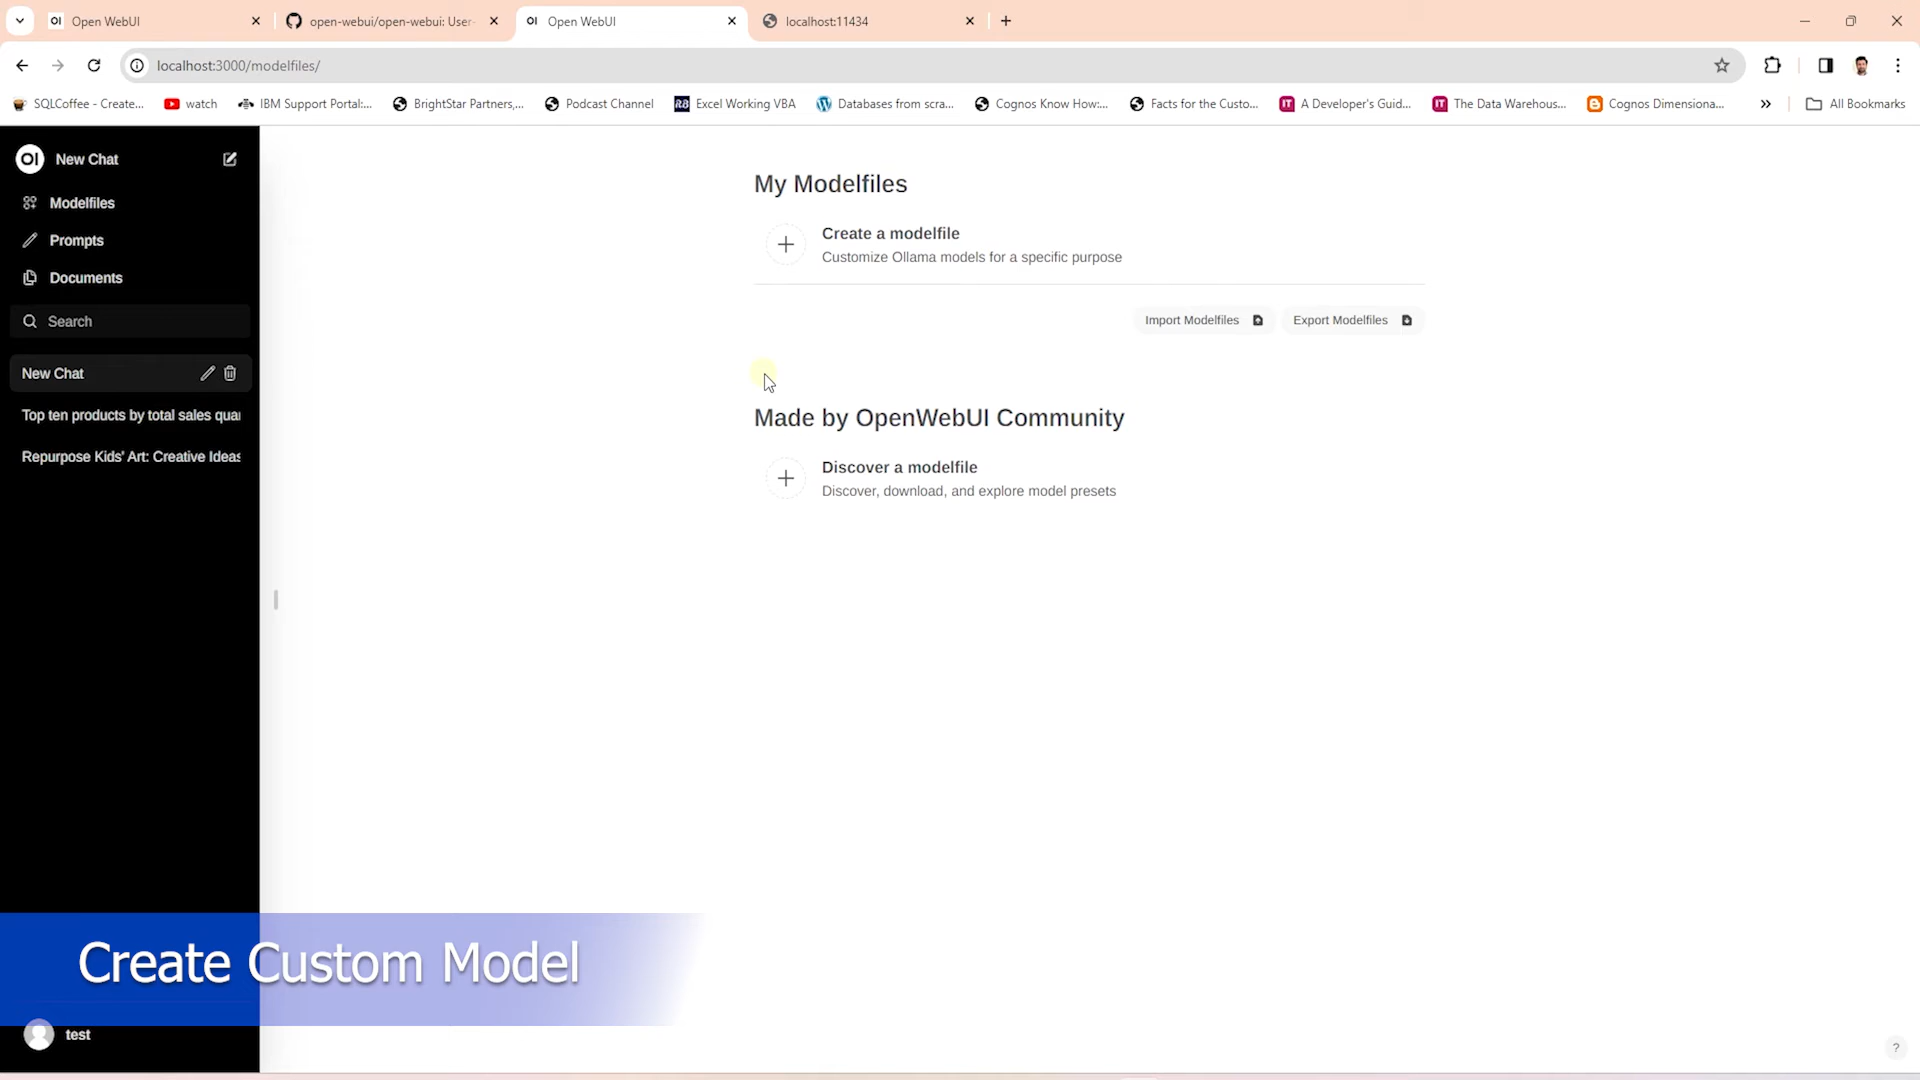 OI Open WebUI
open-webui/open-webui: User-
OI Open WebUI
localhost:11434
localhost:3000/modelfiles/
SQLCoffee - Create...
watch
IBM Support Portal:...
BrightStar Partners,...
Podcast Channel
Excel Working VBA
Databases from scra...
Cognos Know How:...
Facts for the Custo...
A Developer's Guid...
The Data Warehous...
Cognos Dimensiona...
All Bookmarks
OI New Chat
Modelfiles
Prompts
Documents
Search
New Chat
Top ten products by total sales quar
Repurpose Kids' Art: Creative Ideas
test
My Modelfiles
Create a modelfile
Customize Ollama models for a specific purpose
Import Modelfiles
Export Modelfiles
Made by OpenWebUI Community
Discover a modelfile
Discover, download, and explore model presets
Create Custom Model
?